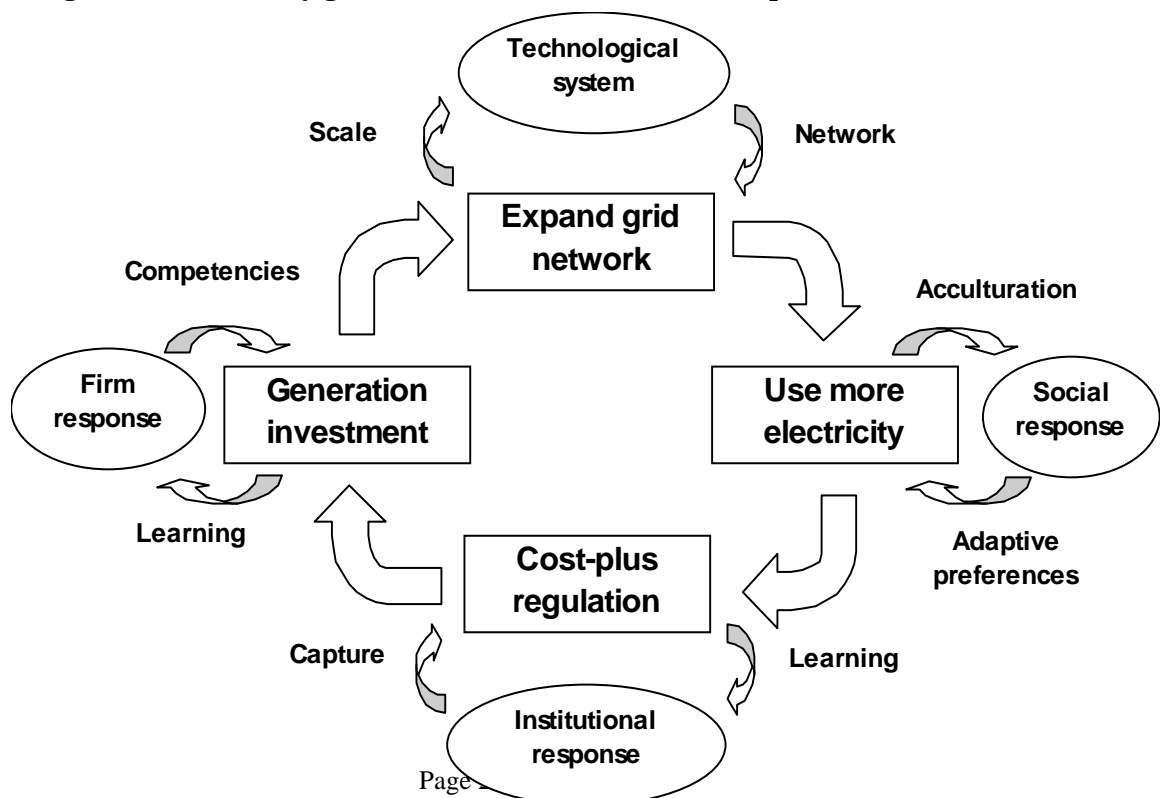 Technological
system
Scale
Network
Expand grid
network
Competencies
Acculturation
Firm
response
Generation
investment
Use more
electricity
Social
response
Learning
Adaptive
preferences
Cost-plus
regulation
Capture
Learning
Institutional
response
Page